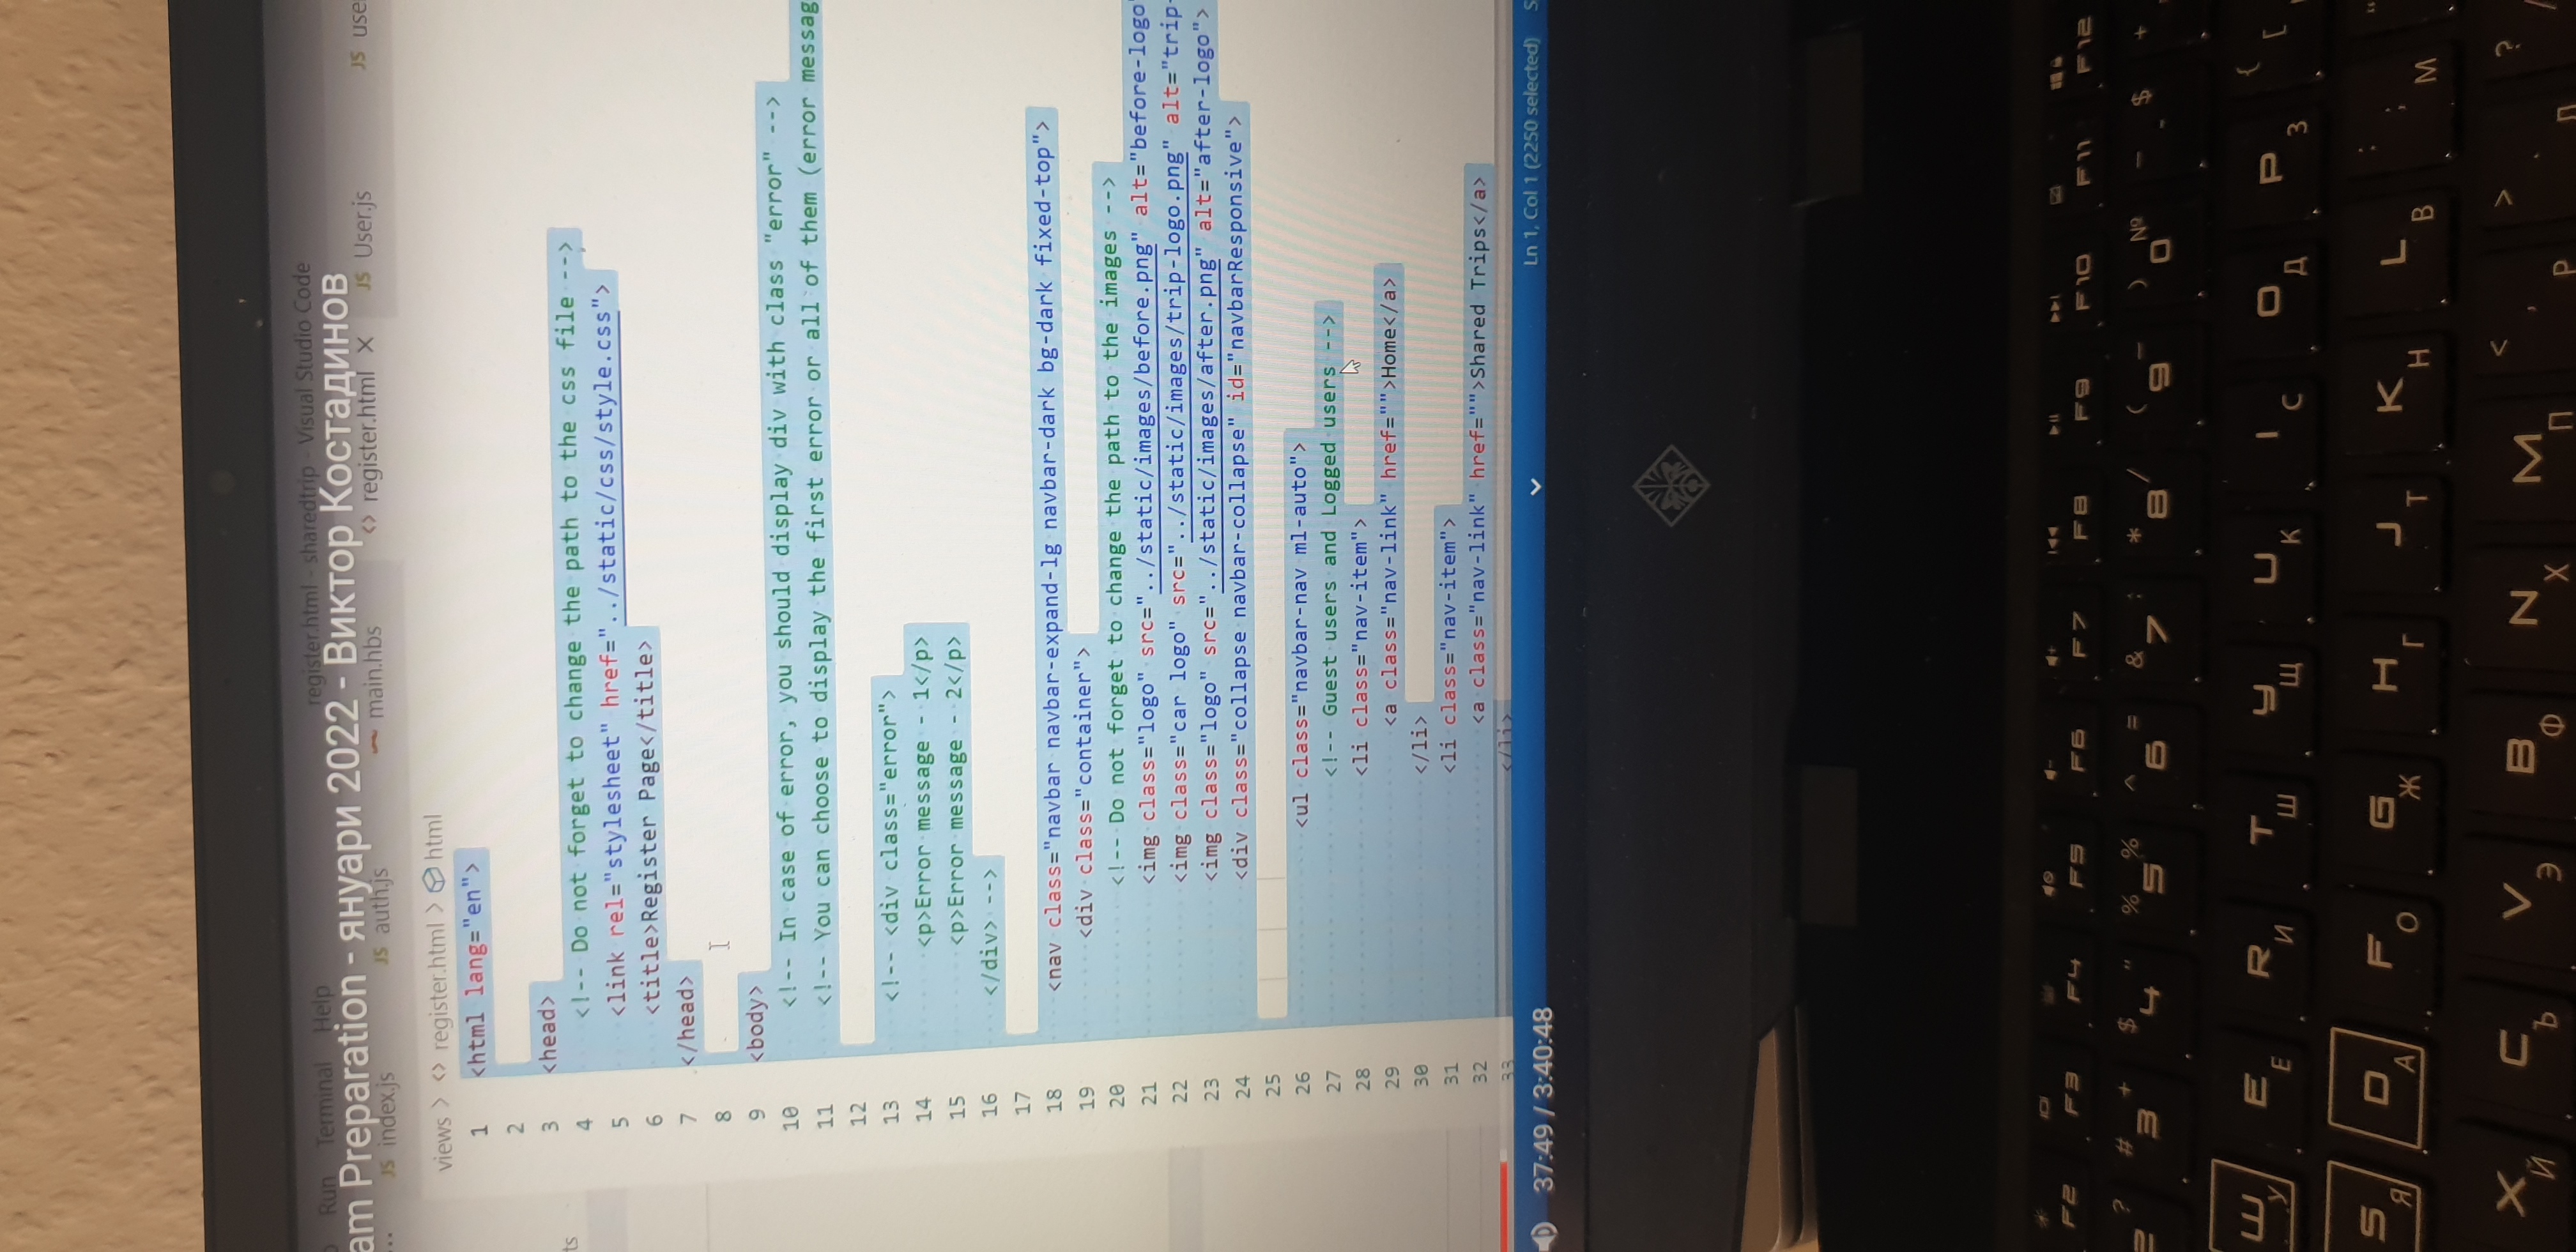 Run Terminal Help
register.html - sharedtrip - Visual Studio Code
am Preparation - януари 2022 - Виктор Костадинов
... JS index.js JS auth.js main.hbs <> register.html × JS User.js JS use
views > <> register.html > html
ts
1 <html lang="en">
2
3 <head>
4 <!-- Do not forget to change the path to the css file -->
5 <link rel="stylesheet" href="../static/css/style.css">
6 <title>Register Page</title>
7 </head>
8
9 <body>
10 <!-- In case of error, you should display div with class "error" -->
11 <!-- You can choose to display the first error or all of them (error messag
12
13 <!-- <div class="error">
14 <p>Error message - 1</p>
15 <p>Error message - 2</p>
16 </div> -->
17
18 <nav class="navbar navbar-expand-lg navbar-dark bg-dark fixed-top">
19 <div class="container">
20 <!-- Do not forget to change the path to the images -->
21 <img class="logo" src="../static/images/before.png" alt="before-logo"
22 <img class="car logo" src="../static/images/trip-logo.png" alt="trip-
23 <img class="logo" src="../static/images/after.png" alt="after-logo">
24 <div class="collapse navbar-collapse" id="navbarResponsive">
25
26 <ul class="navbar-nav ml-auto">
27 <!-- Guest users and Logged users -->
28 <li class="nav-item">
29 <a class="nav-link" href="">Home</a>
30 </li>
31 <li class="nav-item">
32 <a class="nav-link" href="">Shared Trips</a>
33 </li>
37:49 / 3:40:48
Ln 1, Col 1 (2250 selected) S
F2 F3 F4 F5 F6 F7 F8 F9 F10 F11 F12
2 ? # 3 + $ 4 " % 5 % ^ 6 = & 7 : * 8 / ( 9 – ) 0 № – - $ +
Ш У E Е R И T Ш У Щ U К I С O Д P З { [
S Я D А F О G Ж H Г J Т K Н L В : ; М
X Й C Ъ V Э B Ф N Х M П < , Р > . Л ? /